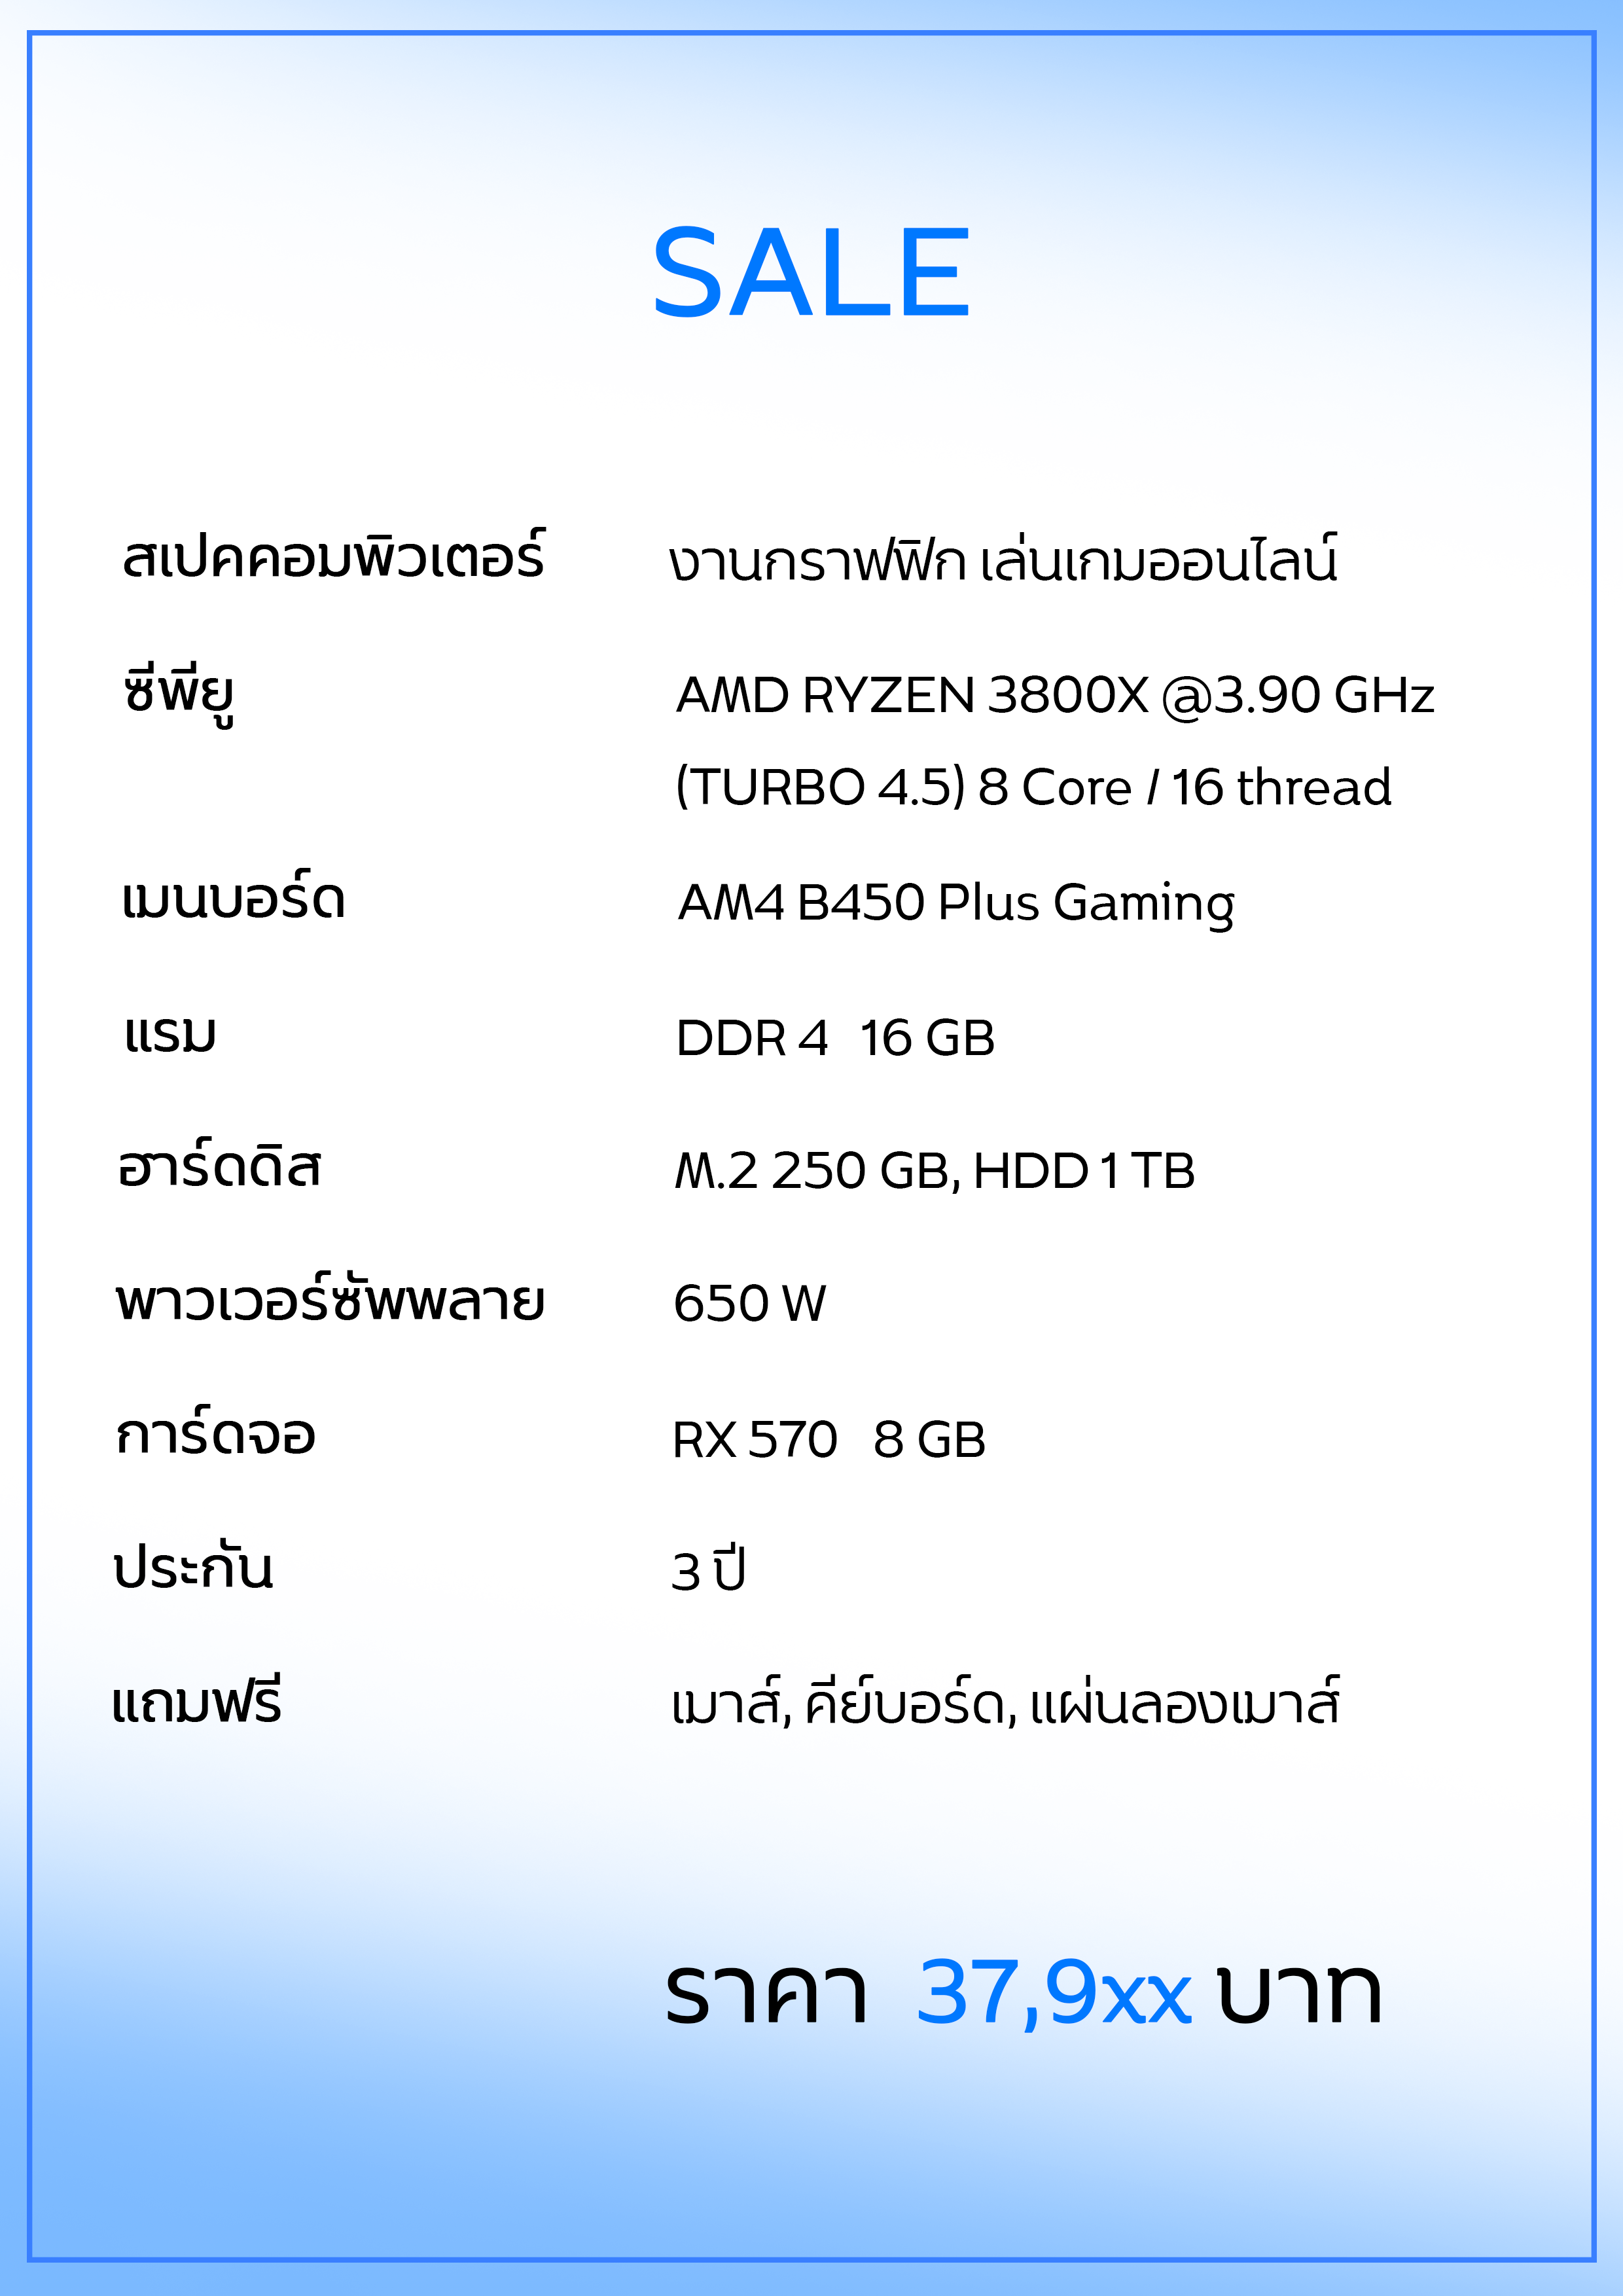 SALE
สเปคคอมพิวเตอร์ งานกราฟฟิก เล่นเกมออนไลน์
ซีพียู AMD RYZEN 3800X @3.90 GHz
(TURBO 4.5) 8 Core / 16 thread
เมนบอร์ด AM4 B450 Plus Gaming
แรม DDR 4 16 GB
ฮาร์ดดิส M.2 250 GB, HDD 1 TB
พาวเวอร์ซัพพลาย 650 W
การ์ดจอ RX 570 8 GB
ประกัน 3 ปี
แถมฟรี เมาส์, คีย์บอร์ด, แผ่นลองเมาส์
ราคา 37,9xx บาท